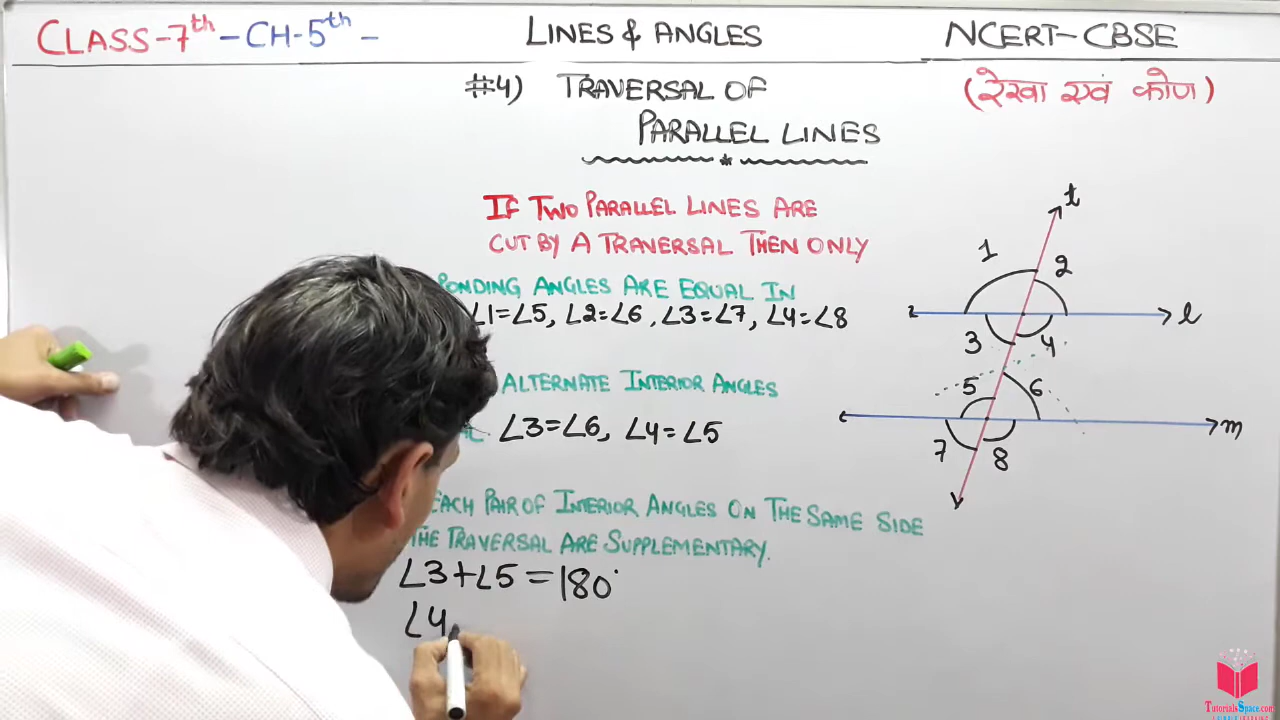 CLASS-7th-CH-5th- LINES & ANGLES NCERT-CBSE
#4) TRAVERSAL OF (रेखा एवं कोण)
PARALLEL LINES
IF TWO PARALLEL LINES ARE
CUT BY A TRAVERSAL THEN ONLY
PONDING ANGLES ARE EQUAL IN
∠1=∠5, ∠2=∠6, ∠3=∠7, ∠4=∠8
ALTERNATE INTERIOR ANGLES
∠3=∠6, ∠4=∠5
EACH PAIR OF INTERIOR ANGLES ON THE SAME SIDE
THE TRAVERSAL ARE SUPPLEMENTARY.
∠3+∠5=180°
∠4
t
1 2
l
3 4
5 6
m
7 8
TutorialsSpace.com